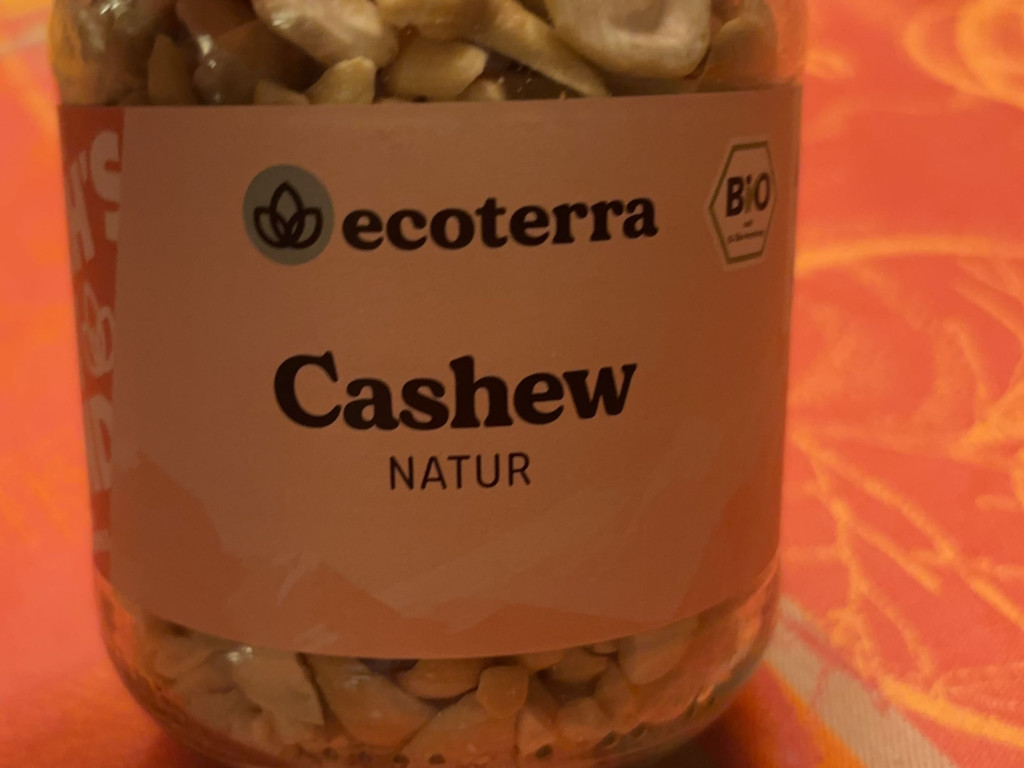 ecoterra
BiO
Cashew
NATUR